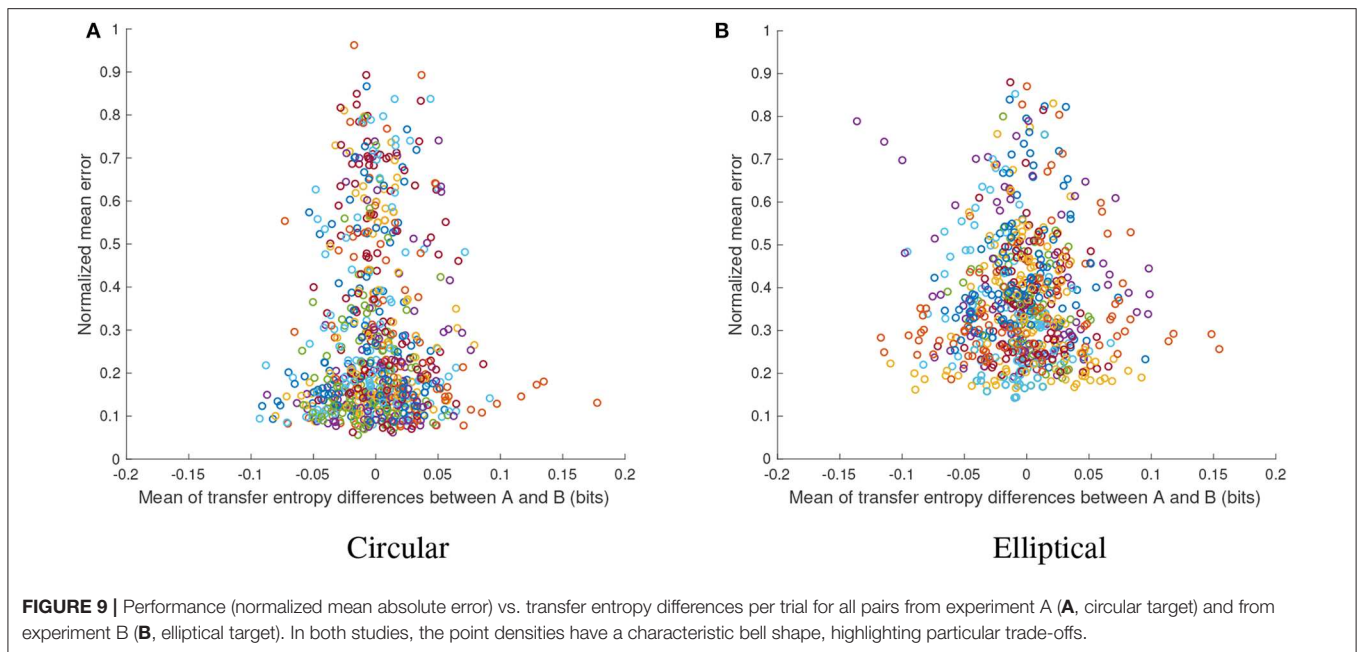 A
1
0.9
0.8
0.7
0.6
0.5
0.4
0.3
0.2
0.1
0
Normalized mean error
-0.2 -0.15 -0.1 -0.05 0 0.05 0.1 0.15 0.2
Mean of transfer entropy differences between A and B (bits)
Circular
B
1
0.9
0.8
0.7
0.6
0.5
0.4
0.3
0.2
0.1
0
Normalized mean error
-0.2 -0.15 -0.1 -0.05 0 0.05 0.1 0.15 0.2
Mean of transfer entropy differences between A and B (bits)
Elliptical
FIGURE 9 | Performance (normalized mean absolute error) vs. transfer entropy differences per trial for all pairs from experiment A (A, circular target) and from
experiment B (B, elliptical target). In both studies, the point densities have a characteristic bell shape, highlighting particular trade-offs.